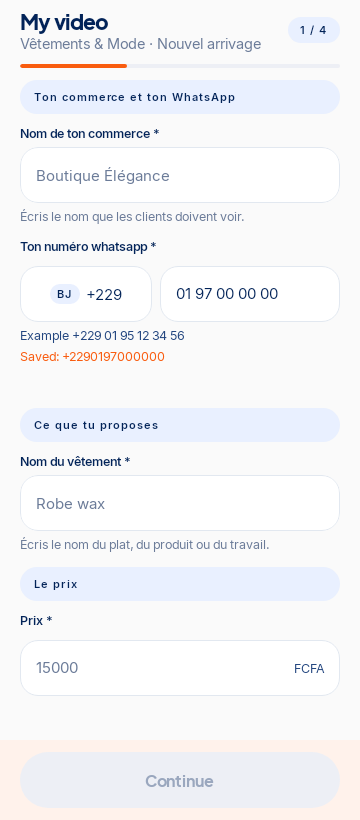 My video
Vêtements & Mode · Nouvel arrivage
1 / 4
Ton commerce et ton WhatsApp
Nom de ton commerce *
Boutique Élégance
Écris le nom que les clients doivent voir.
Ton numéro whatsapp *
BJ +229
01 97 00 00 00
Example +229 01 95 12 34 56
Saved: +2290197000000
Ce que tu proposes
Nom du vêtement *
Robe wax
Écris le nom du plat, du produit ou du travail.
Le prix
Prix *
15000
FCFA
Continue